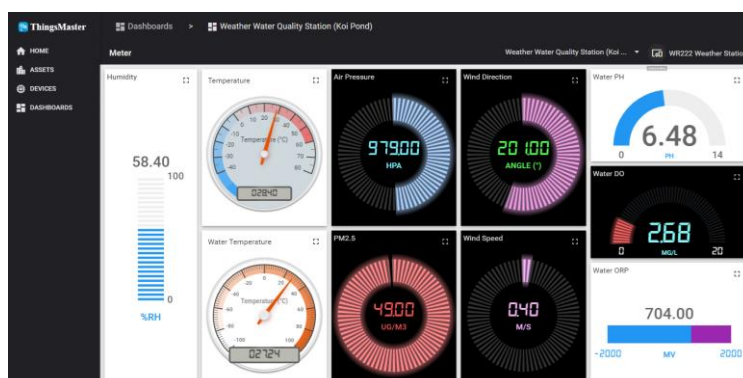 ThingsMaster
Dashboards > Weather Water Quality Station (Koi Pond)
HOME
ASSETS
DEVICES
DASHBOARDS
Meter
Weather Water Quality Station (Koi ...
WR222 Weather Statio
Humidity
58.40
100
0
%RH
Temperature
Temperature (°C)
028.40
Air Pressure
979.00
HPA
Wind Direction
201.00
ANGLE (°)
Water PH
6.48
0 PH 14
Water DO
2.68
0 MG/L 20
Water Temperature
Temperature (°C)
027.24
PM2.5
49.00
UG/M3
Wind Speed
0.40
M/S
Water ORP
704.00
-2000 MV 2000